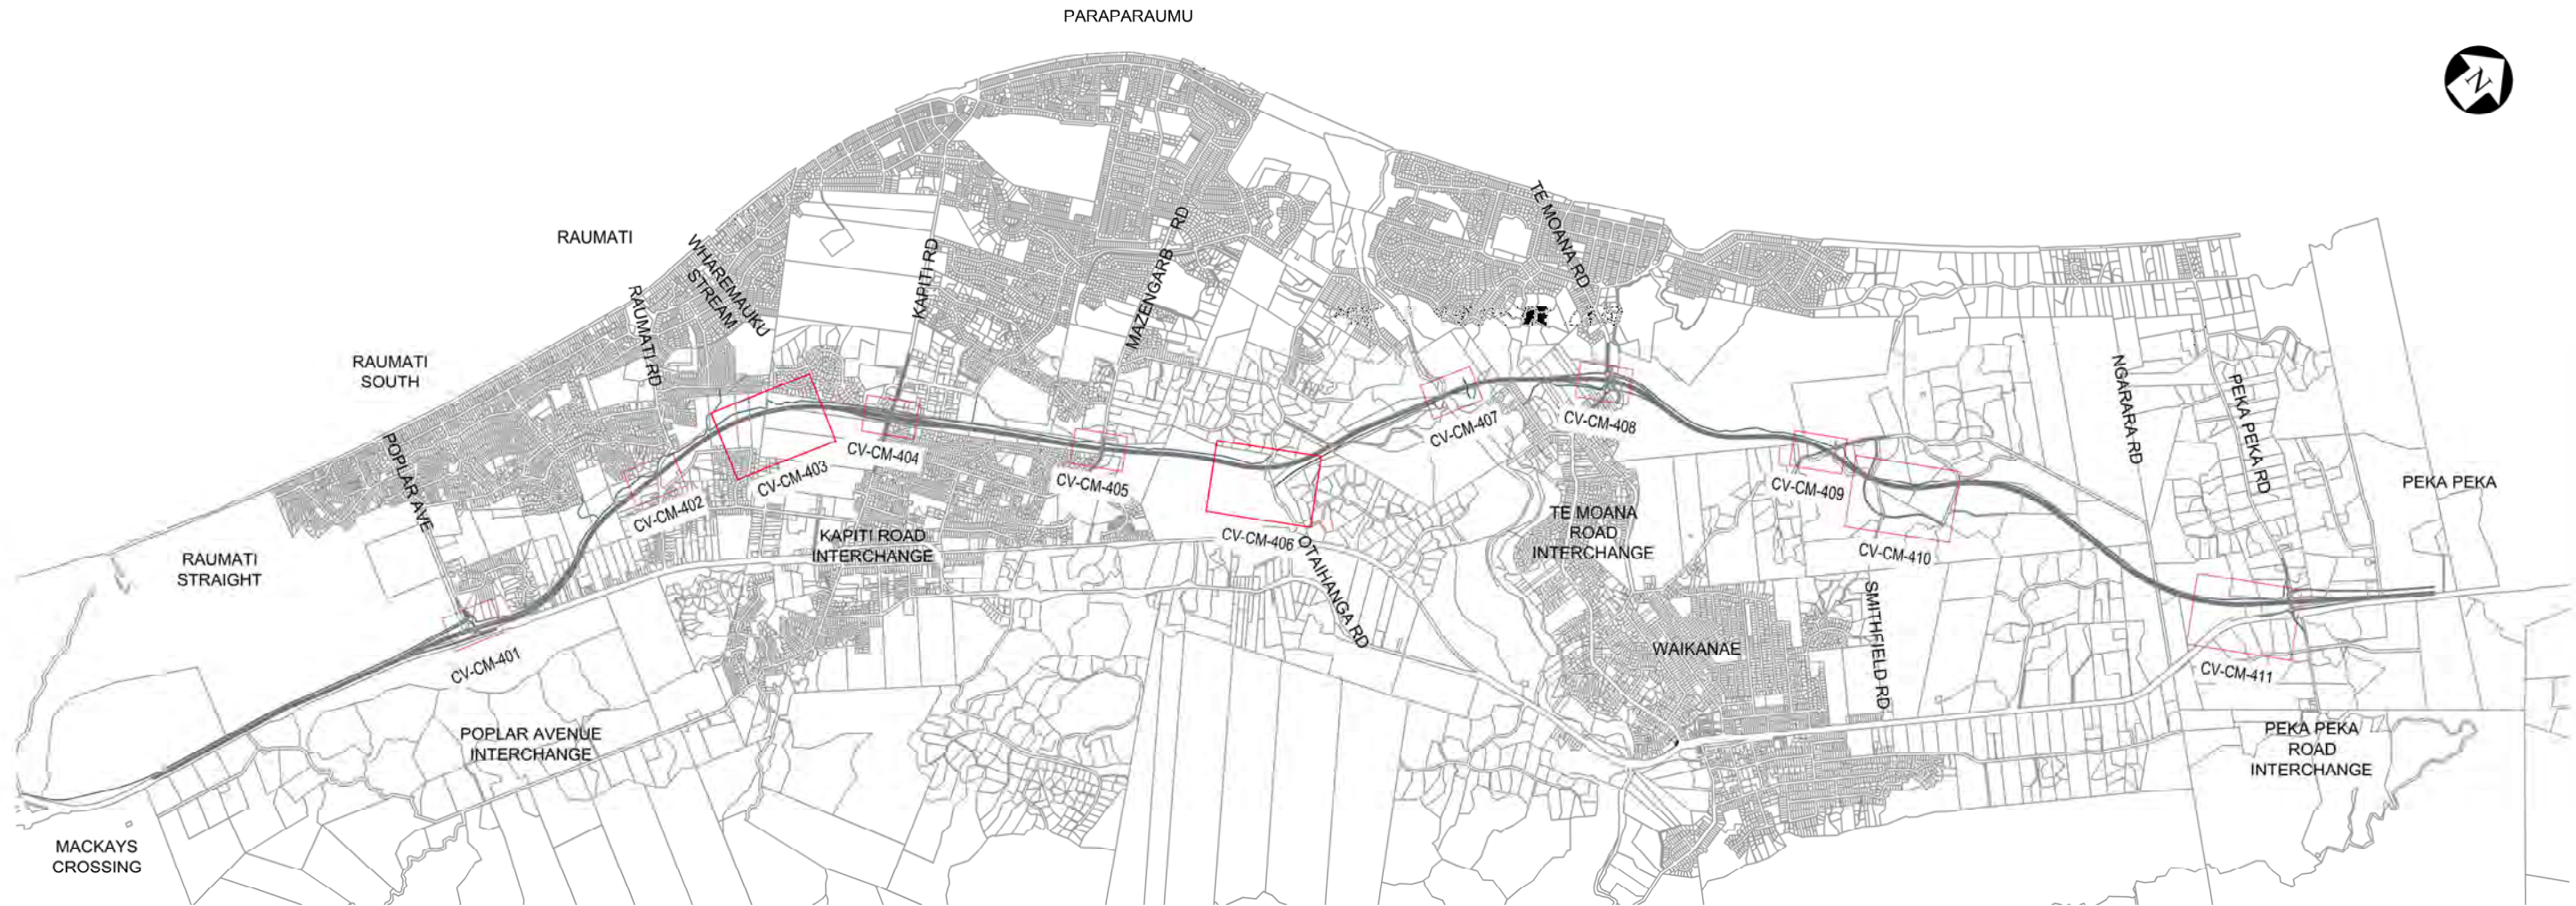 PARAPARAUMU
N
RAUMATI
WHAREMAUKU
STREAM
KAPITI RD
MAZENGARB RD
TE MOANA RD
RAUMATI RD
RAUMATI
SOUTH
POPLAR AVE
NGARARA RD
PEKA PEKA RD
PEKA PEKA
CV-CM-401
CV-CM-402
CV-CM-403
CV-CM-404
CV-CM-405
CV-CM-406
CV-CM-407
CV-CM-408
CV-CM-409
CV-CM-410
CV-CM-411
KAPITI ROAD
INTERCHANGE
OTAIHANGA RD
TE MOANA
ROAD
INTERCHANGE
RAUMATI
STRAIGHT
WAIKANAE
SMITHFIELD RD
POPLAR AVENUE
INTERCHANGE
PEKA PEKA
ROAD
INTERCHANGE
MACKAYS
CROSSING